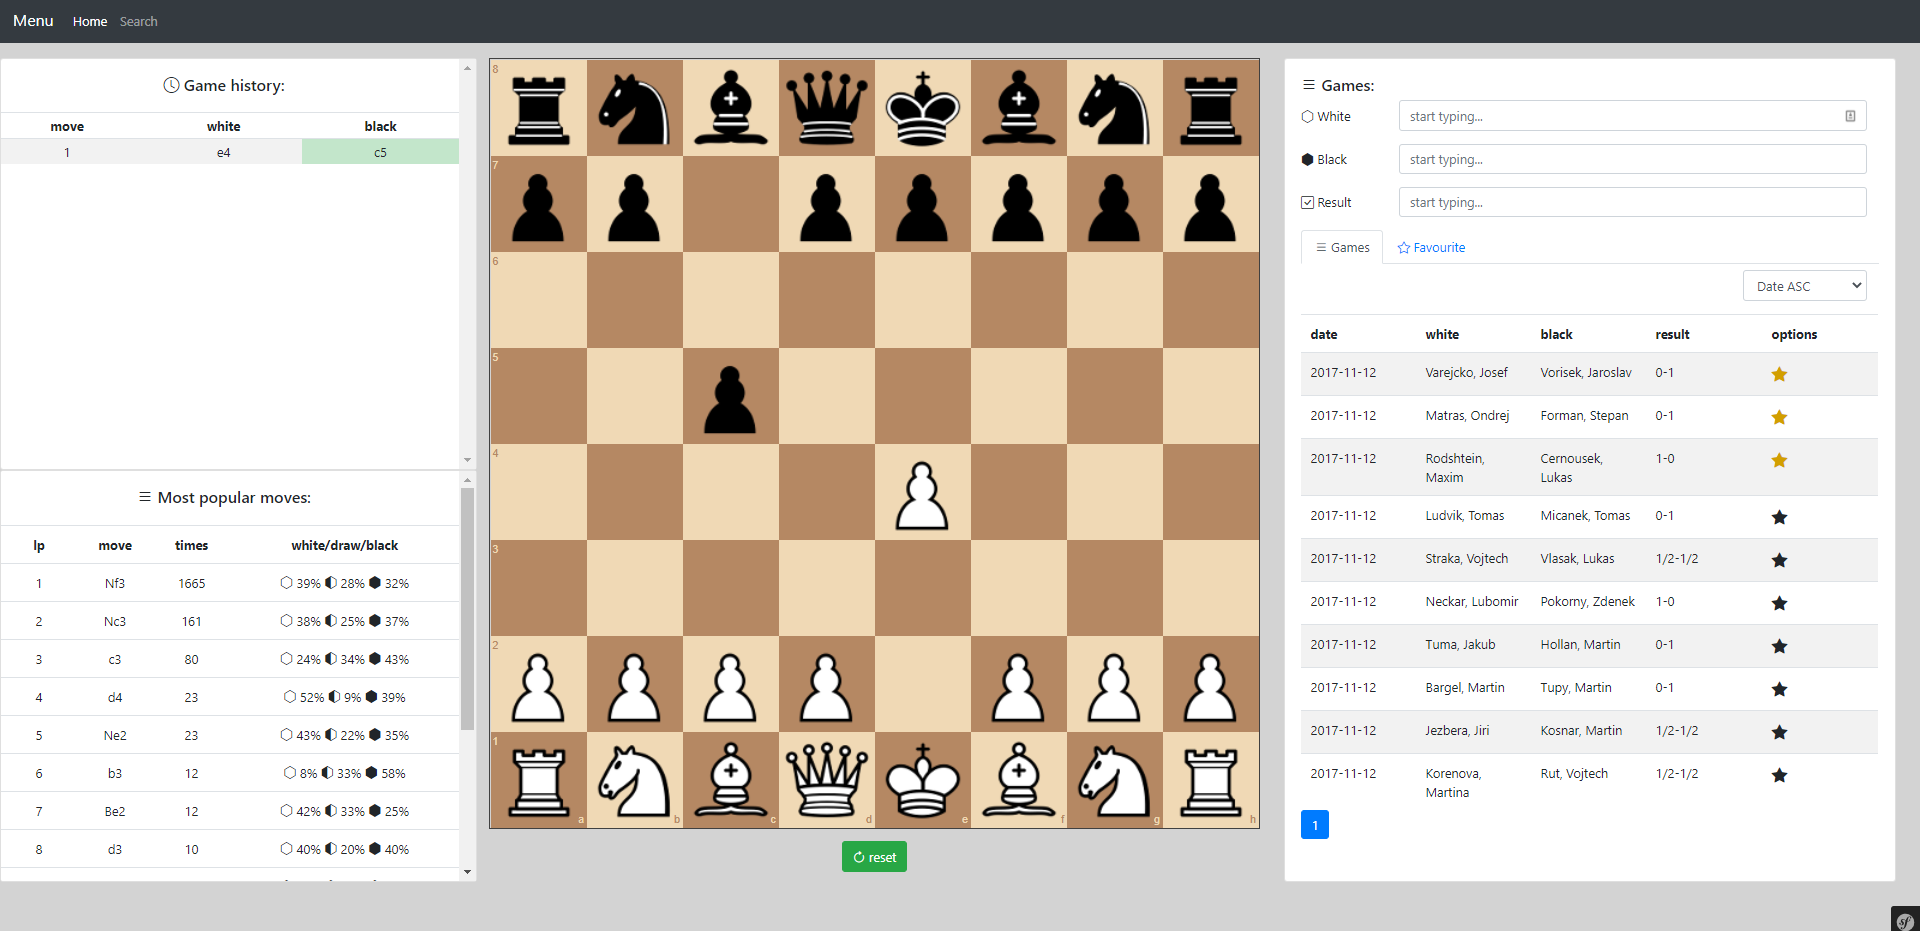 Menu Home Search
Game history:
move white black
1 e4 c5
Most popular moves:
lp move times white/draw/black
1 Nf3 1665 39% 28% 32%
2 Nc3 161 38% 25% 37%
3 c3 80 24% 34% 43%
4 d4 23 52% 9% 39%
5 Ne2 23 43% 22% 35%
6 b3 12 8% 33% 58%
7 Be2 12 42% 33% 25%
8 d3 10 40% 20% 40%
8
7
6
5
4
3
2
1
a b c d e f g h
reset
Games:
White start typing...
Black start typing...
Result start typing...
Games Favourite
Date ASC
date white black result options
2017-11-12 Varejcko, Josef Vorisek, Jaroslav 0-1
2017-11-12 Matras, Ondrej Forman, Stepan 0-1
2017-11-12 Rodshtein, Cernousek, 1-0
Maxim Lukas
2017-11-12 Ludvik, Tomas Micanek, Tomas 0-1
2017-11-12 Straka, Vojtech Vlasak, Lukas 1/2-1/2
2017-11-12 Neckar, Lubomir Pokorny, Zdenek 1-0
2017-11-12 Tuma, Jakub Hollan, Martin 0-1
2017-11-12 Bargel, Martin Tupy, Martin 0-1
2017-11-12 Jezbera, Jiri Kosnar, Martin 1/2-1/2
2017-11-12 Korenova, Rut, Vojtech 1/2-1/2
Martina
1
sf